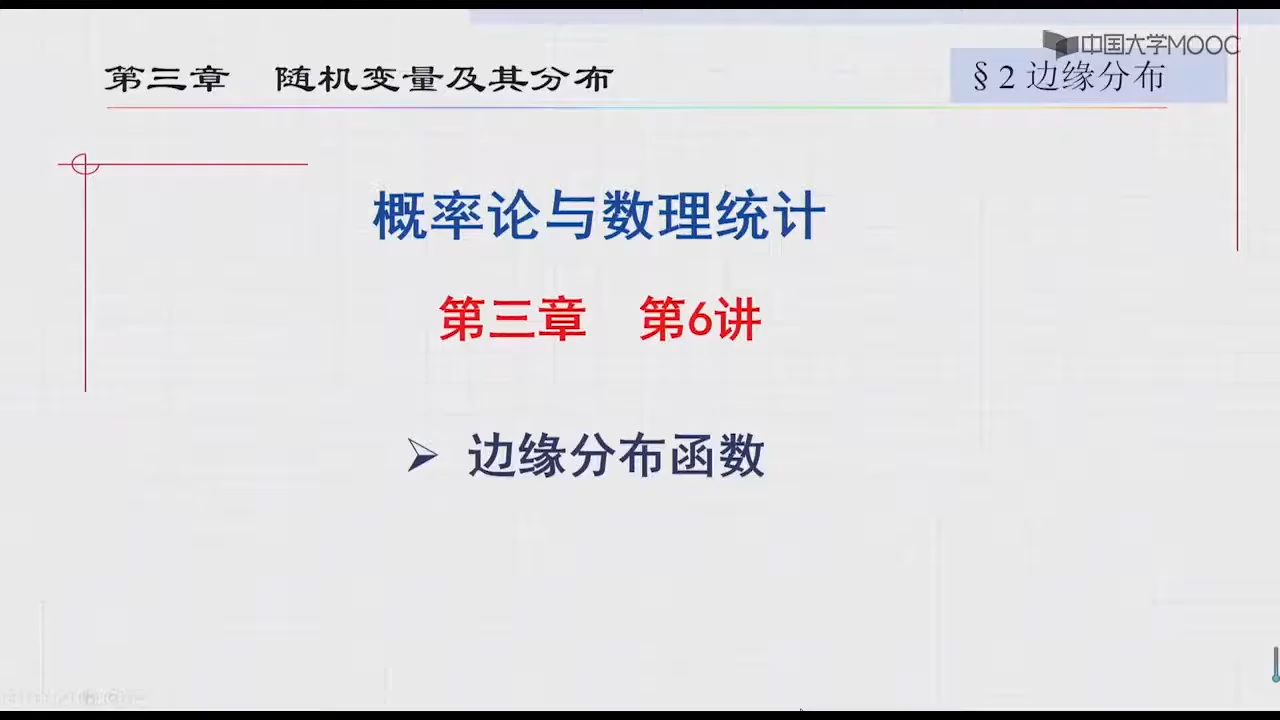 中国大学MOOC
第三章 随机变量及其分布
§2 边缘分布
概率论与数理统计
第三章 第6讲
➢ 边缘分布函数